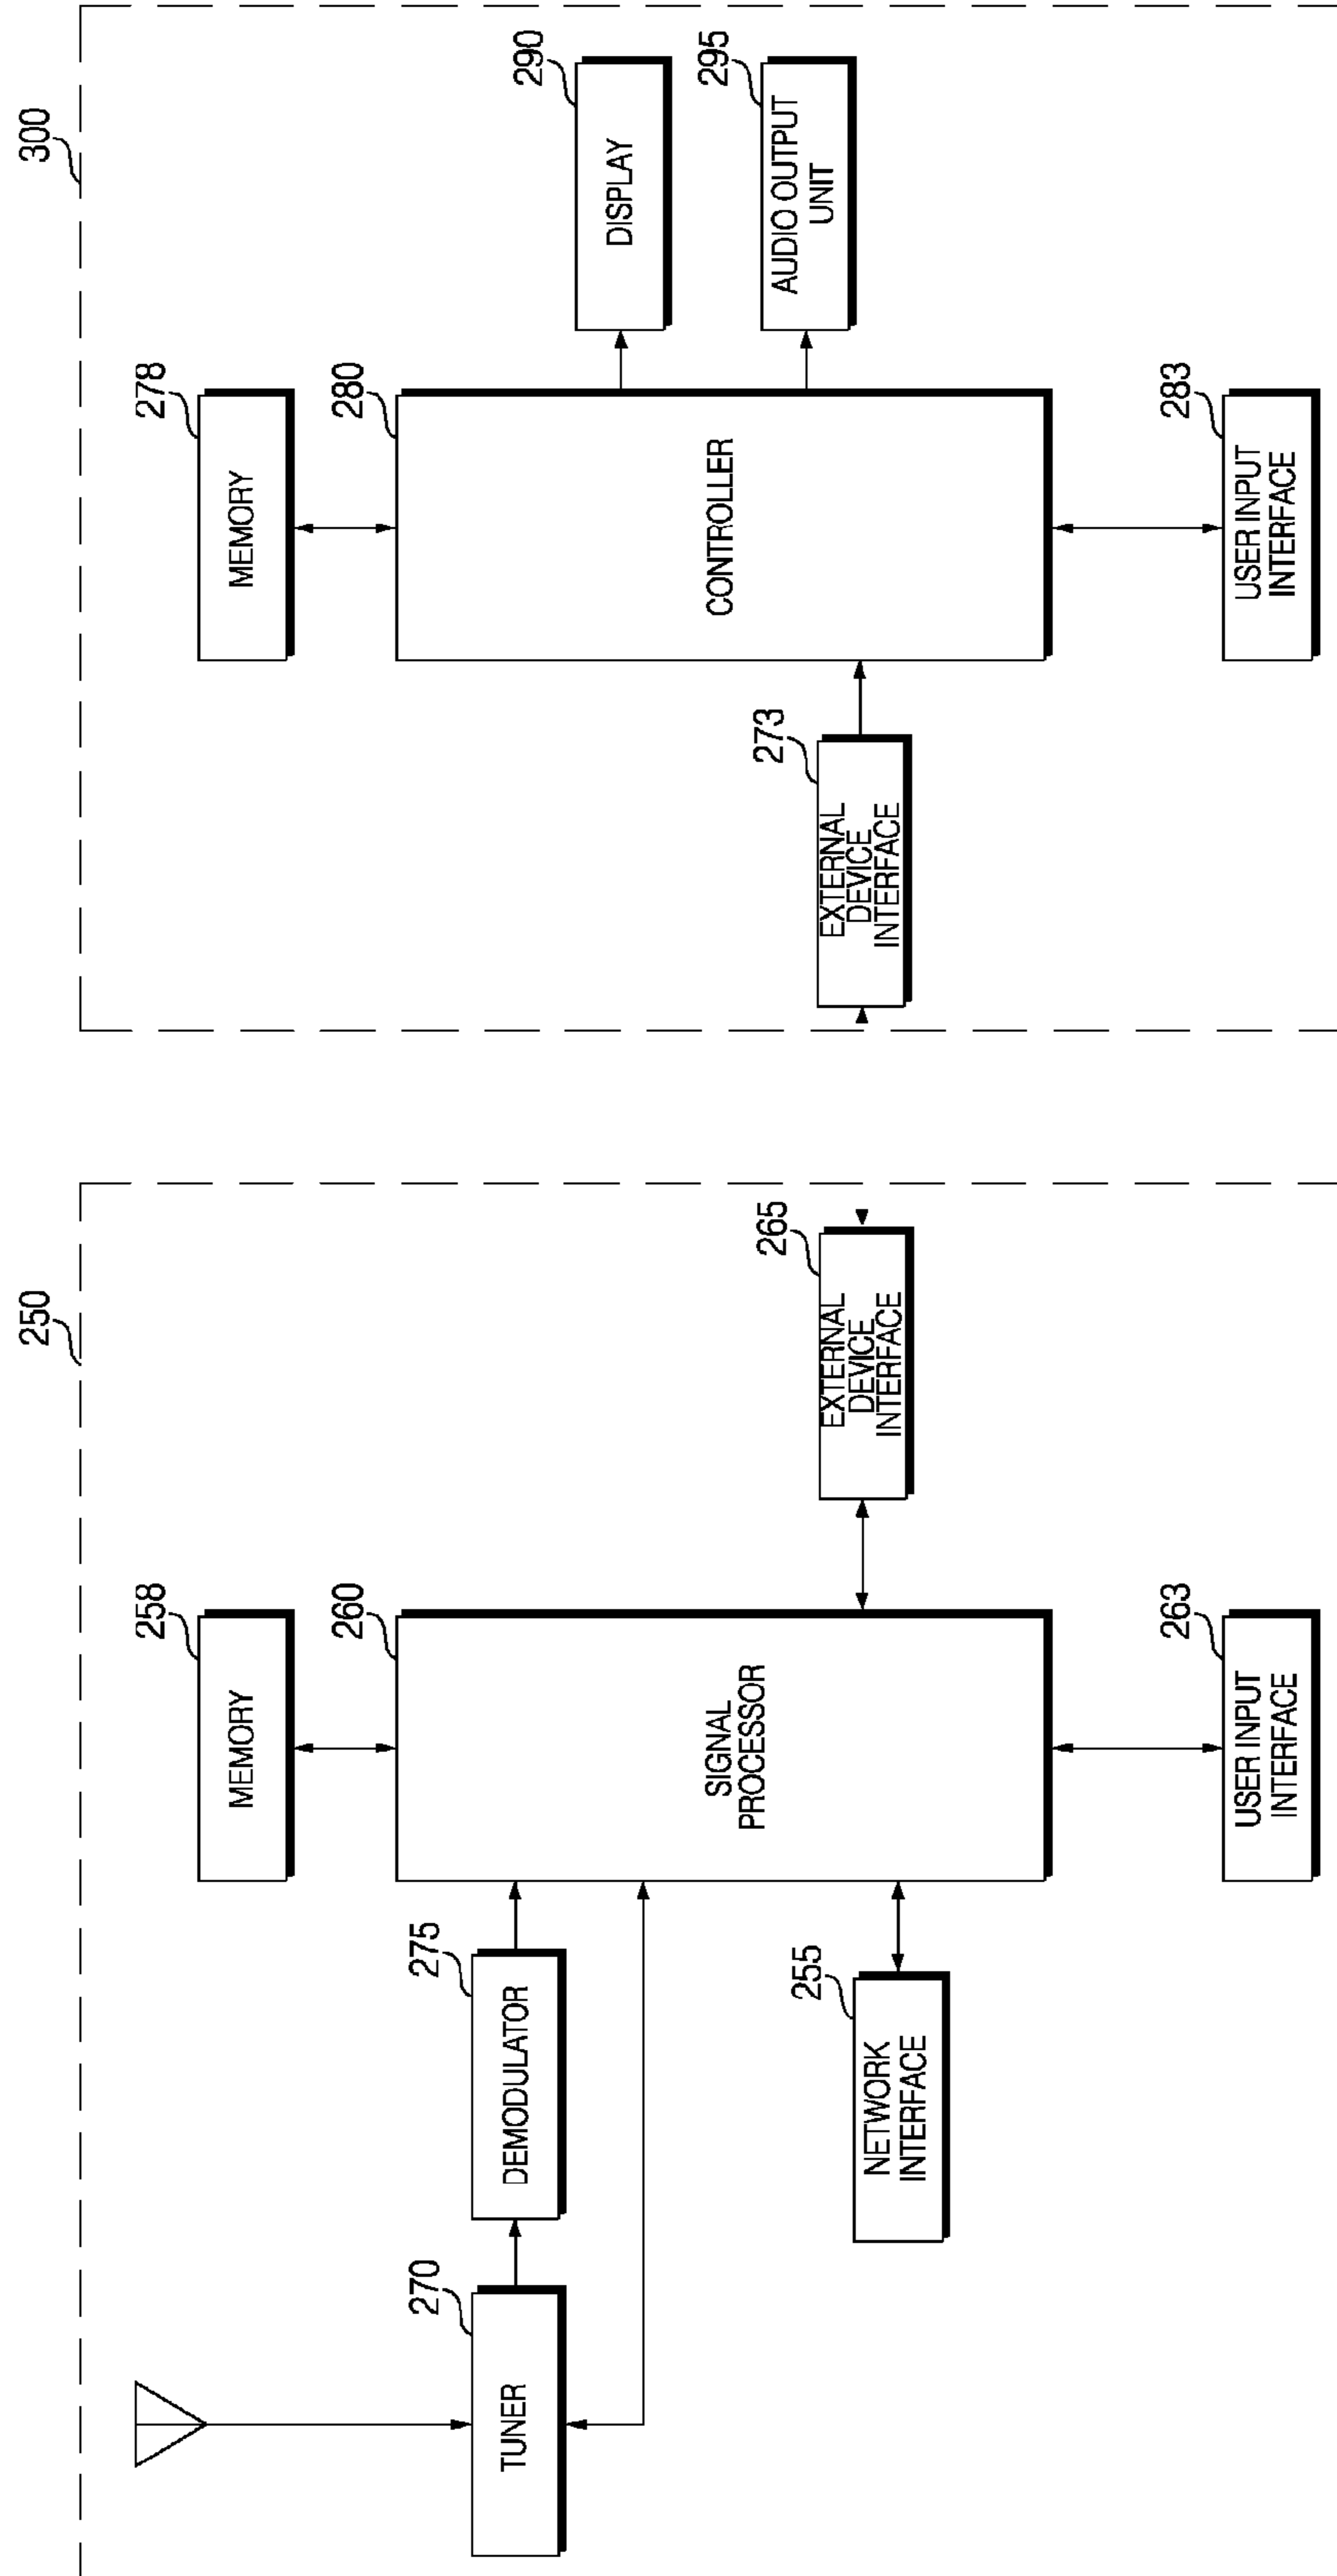 250
300
258
MEMORY
278
MEMORY
270
TUNER
275
DEMODULATOR
260
SIGNAL
PROCESSOR
280
CONTROLLER
290
DISPLAY
295
AUDIO OUTPUT
UNIT
255
NETWORK
INTERFACE
265
EXTERNAL
DEVICE
INTERFACE
273
EXTERNAL
DEVICE
INTERFACE
263
USER INPUT
INTERFACE
283
USER INPUT
INTERFACE